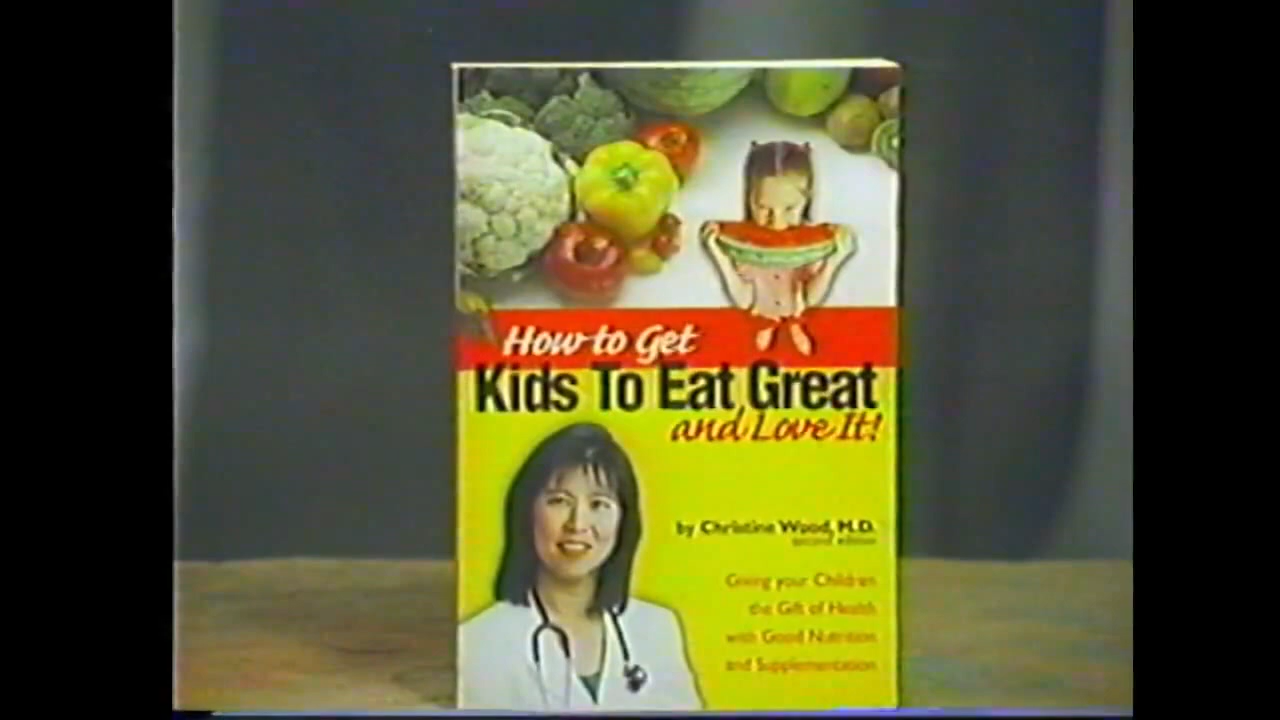 How to Get
Kids To Eat Great
and Love It!
by Christine Wood, M.D.
second edition
Giving your Children
the Gift of Health
with Good Nutrition
and Supplementation